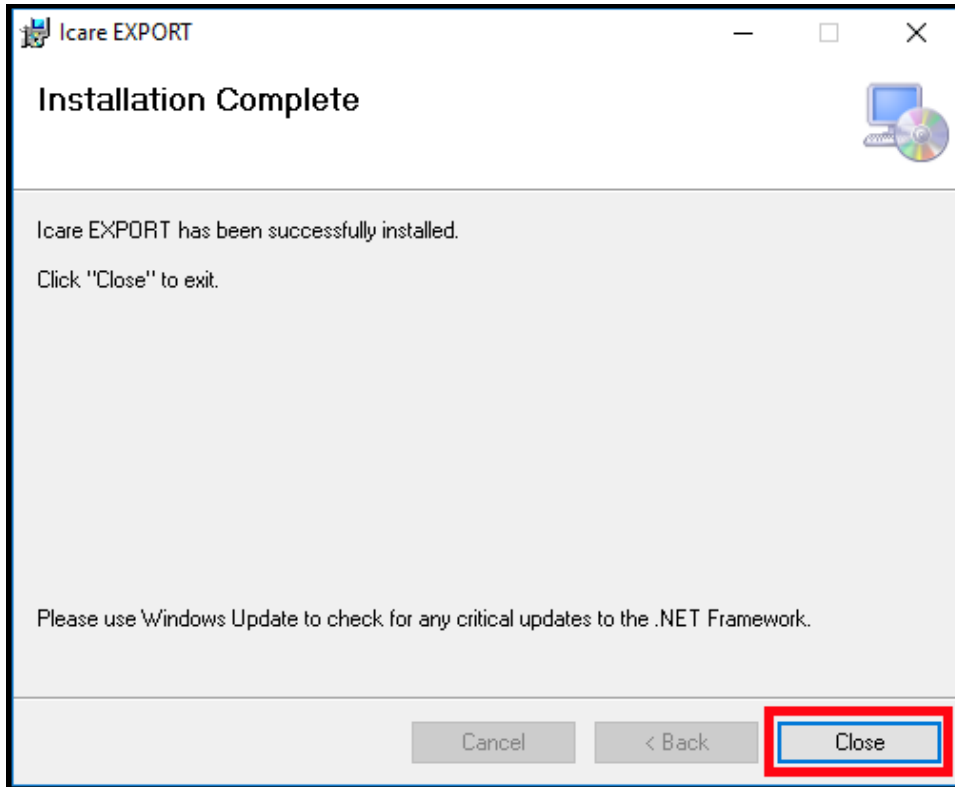 Icare EXPORT
Installation Complete
Icare EXPORT has been successfully installed.
Click "Close" to exit.
Please use Windows Update to check for any critical updates to the .NET Framework.
Cancel
< Back
Close